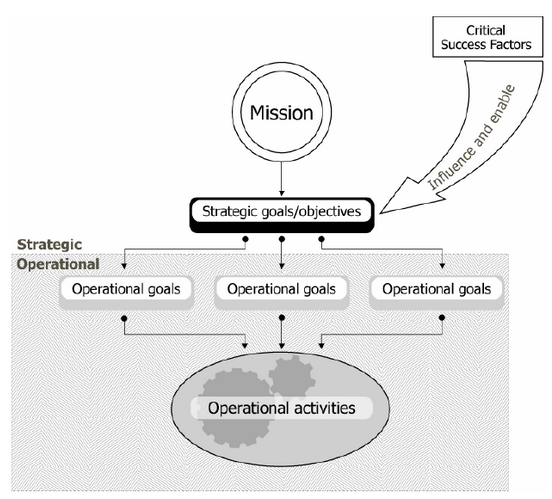 Critical
Success Factors
Mission
Influence and enable
Strategic goals/objectives
Strategic
Operational
Operational goals
Operational goals
Operational goals
Operational activities